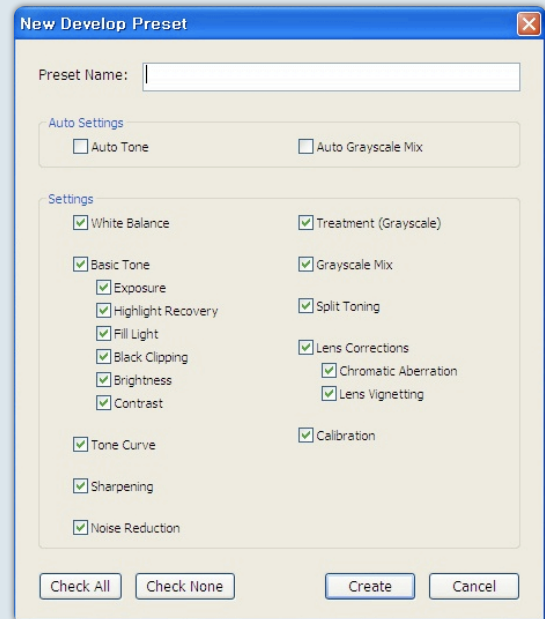 New Develop Preset
Preset Name:
Auto Settings
Auto Tone
Auto Grayscale Mix
Settings
White Balance
Basic Tone
Exposure
Highlight Recovery
Fill Light
Black Clipping
Brightness
Contrast
Tone Curve
Sharpening
Noise Reduction
Treatment (Grayscale)
Grayscale Mix
Split Toning
Lens Corrections
Chromatic Aberration
Lens Vignetting
Calibration
Check All
Check None
Create
Cancel